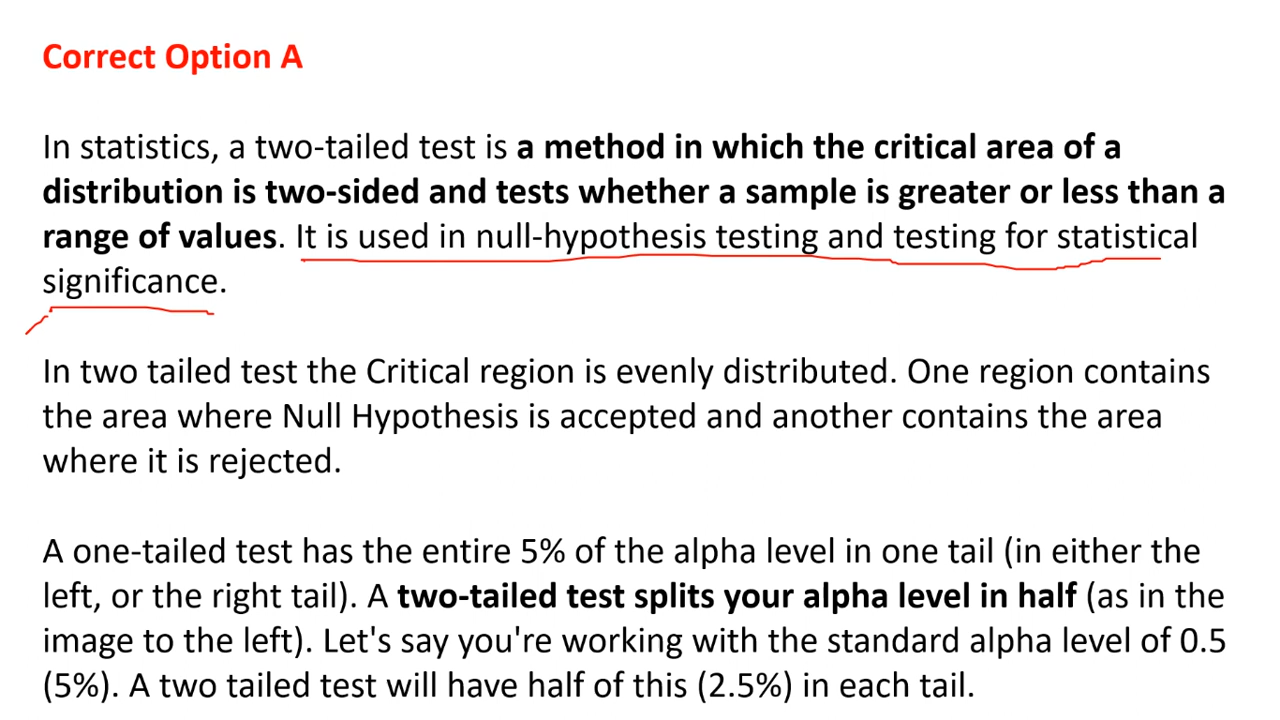 Correct Option A
In statistics, a two-tailed test is a method in which the critical area of a
distribution is two-sided and tests whether a sample is greater or less than a
range of values. It is used in null-hypothesis testing and testing for statistical
significance.
In two tailed test the Critical region is evenly distributed. One region contains
the area where Null Hypothesis is accepted and another contains the area
where it is rejected.
A one-tailed test has the entire 5% of the alpha level in one tail (in either the
left, or the right tail). A two-tailed test splits your alpha level in half (as in the
image to the left). Let's say you're working with the standard alpha level of 0.5
(5%). A two tailed test will have half of this (2.5%) in each tail.